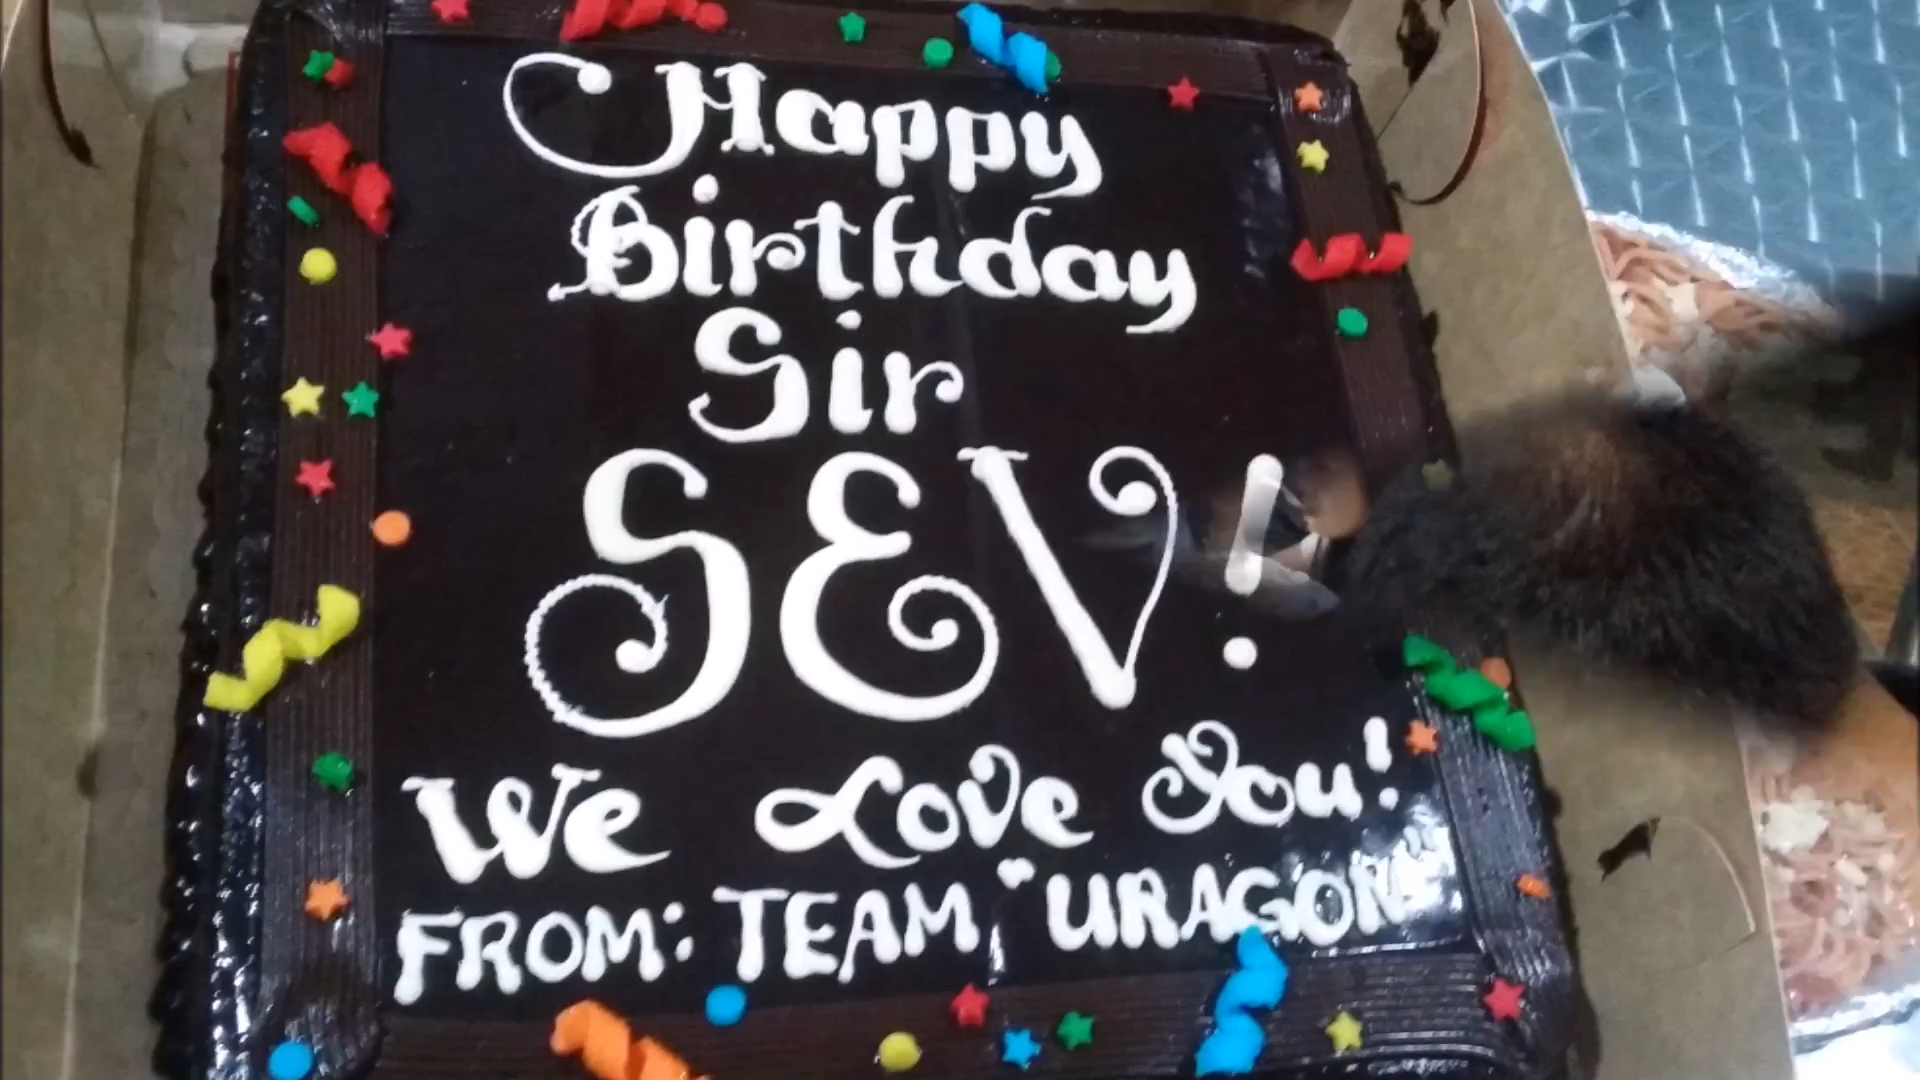 Happy
Birthday
Sir
SEV!
We Love You!
FROM: TEAM "URAGON"